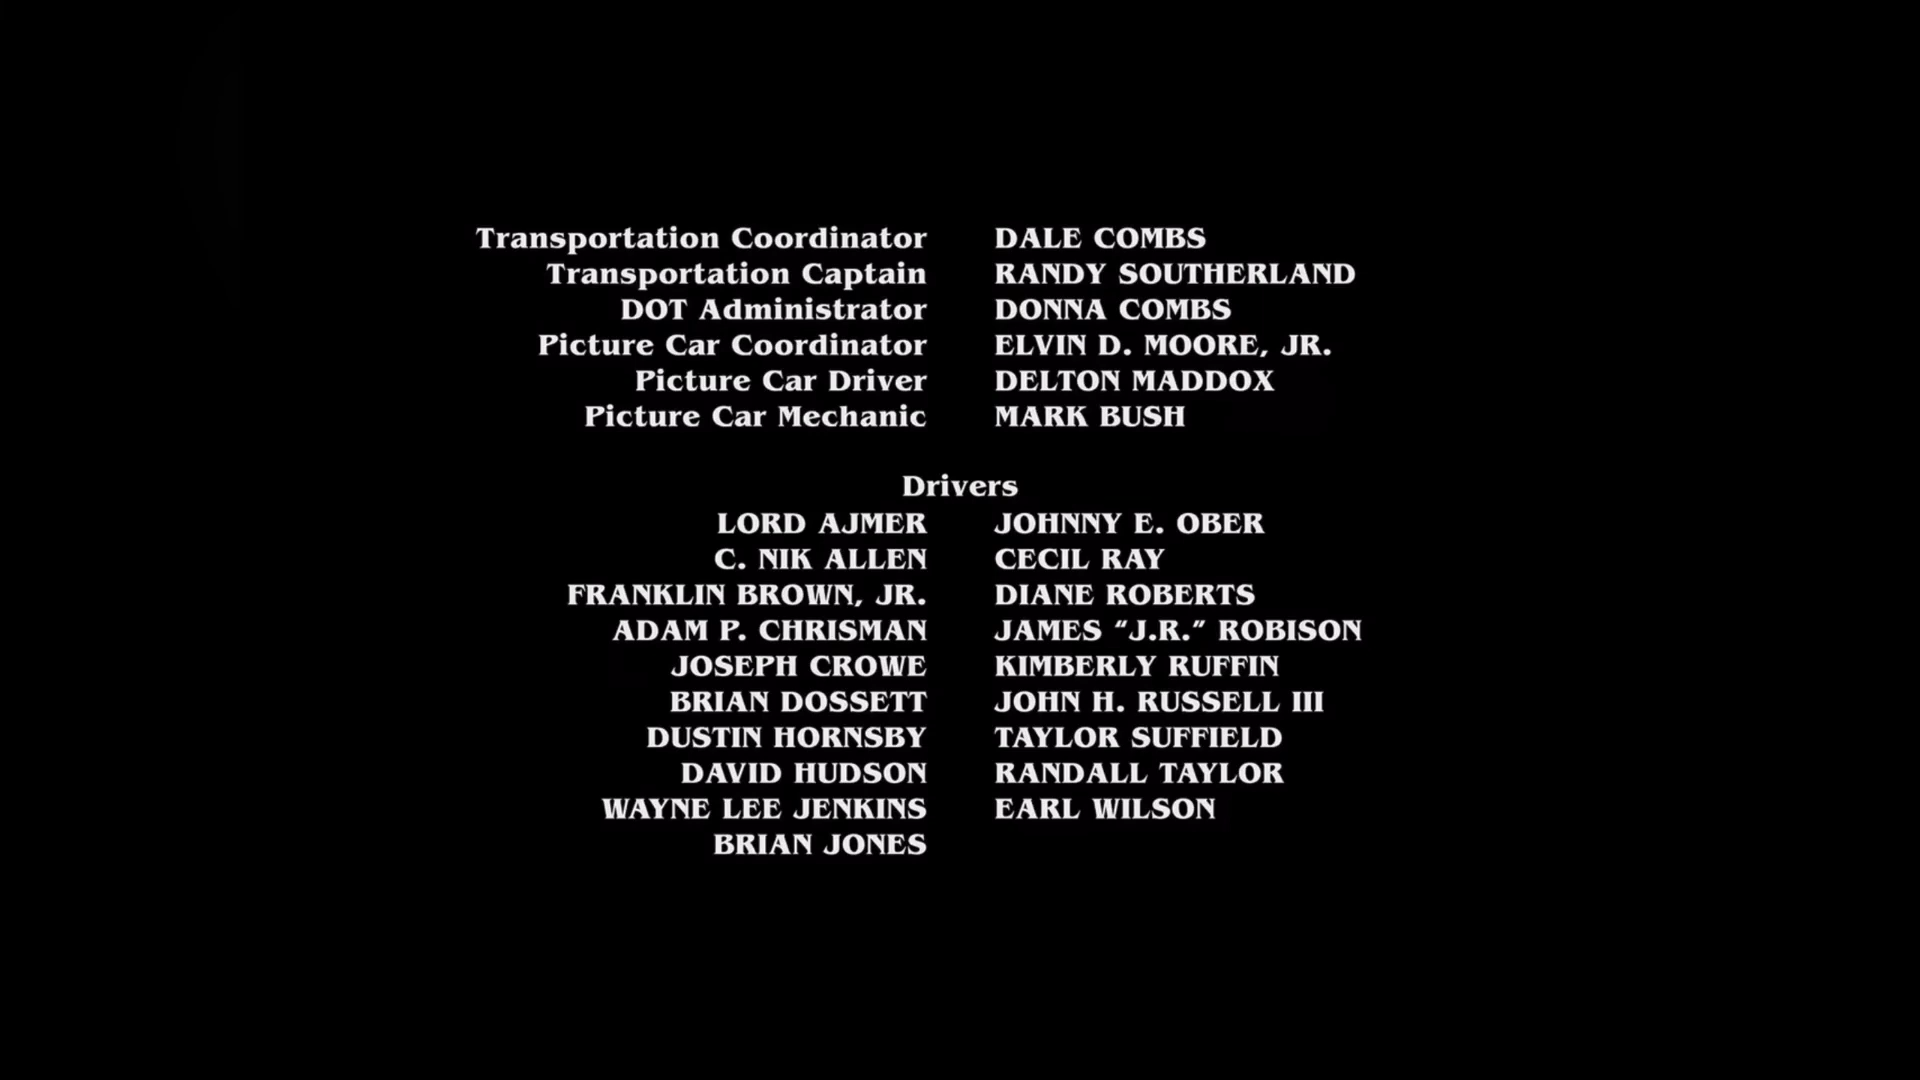 Transportation Coordinator DALE COMBS
Transportation Captain RANDY SOUTHERLAND
DOT Administrator DONNA COMBS
Picture Car Coordinator ELVIN D. MOORE, JR.
Picture Car Driver DELTON MADDOX
Picture Car Mechanic MARK BUSH
Drivers
LORD AJMER JOHNNY E. OBER
C. NIK ALLEN CECIL RAY
FRANKLIN BROWN, JR. DIANE ROBERTS
ADAM P. CHRISMAN JAMES “J.R.” ROBISON
JOSEPH CROWE KIMBERLY RUFFIN
BRIAN DOSSETT JOHN H. RUSSELL III
DUSTIN HORNSBY TAYLOR SUFFIELD
DAVID HUDSON RANDALL TAYLOR
WAYNE LEE JENKINS EARL WILSON
BRIAN JONES